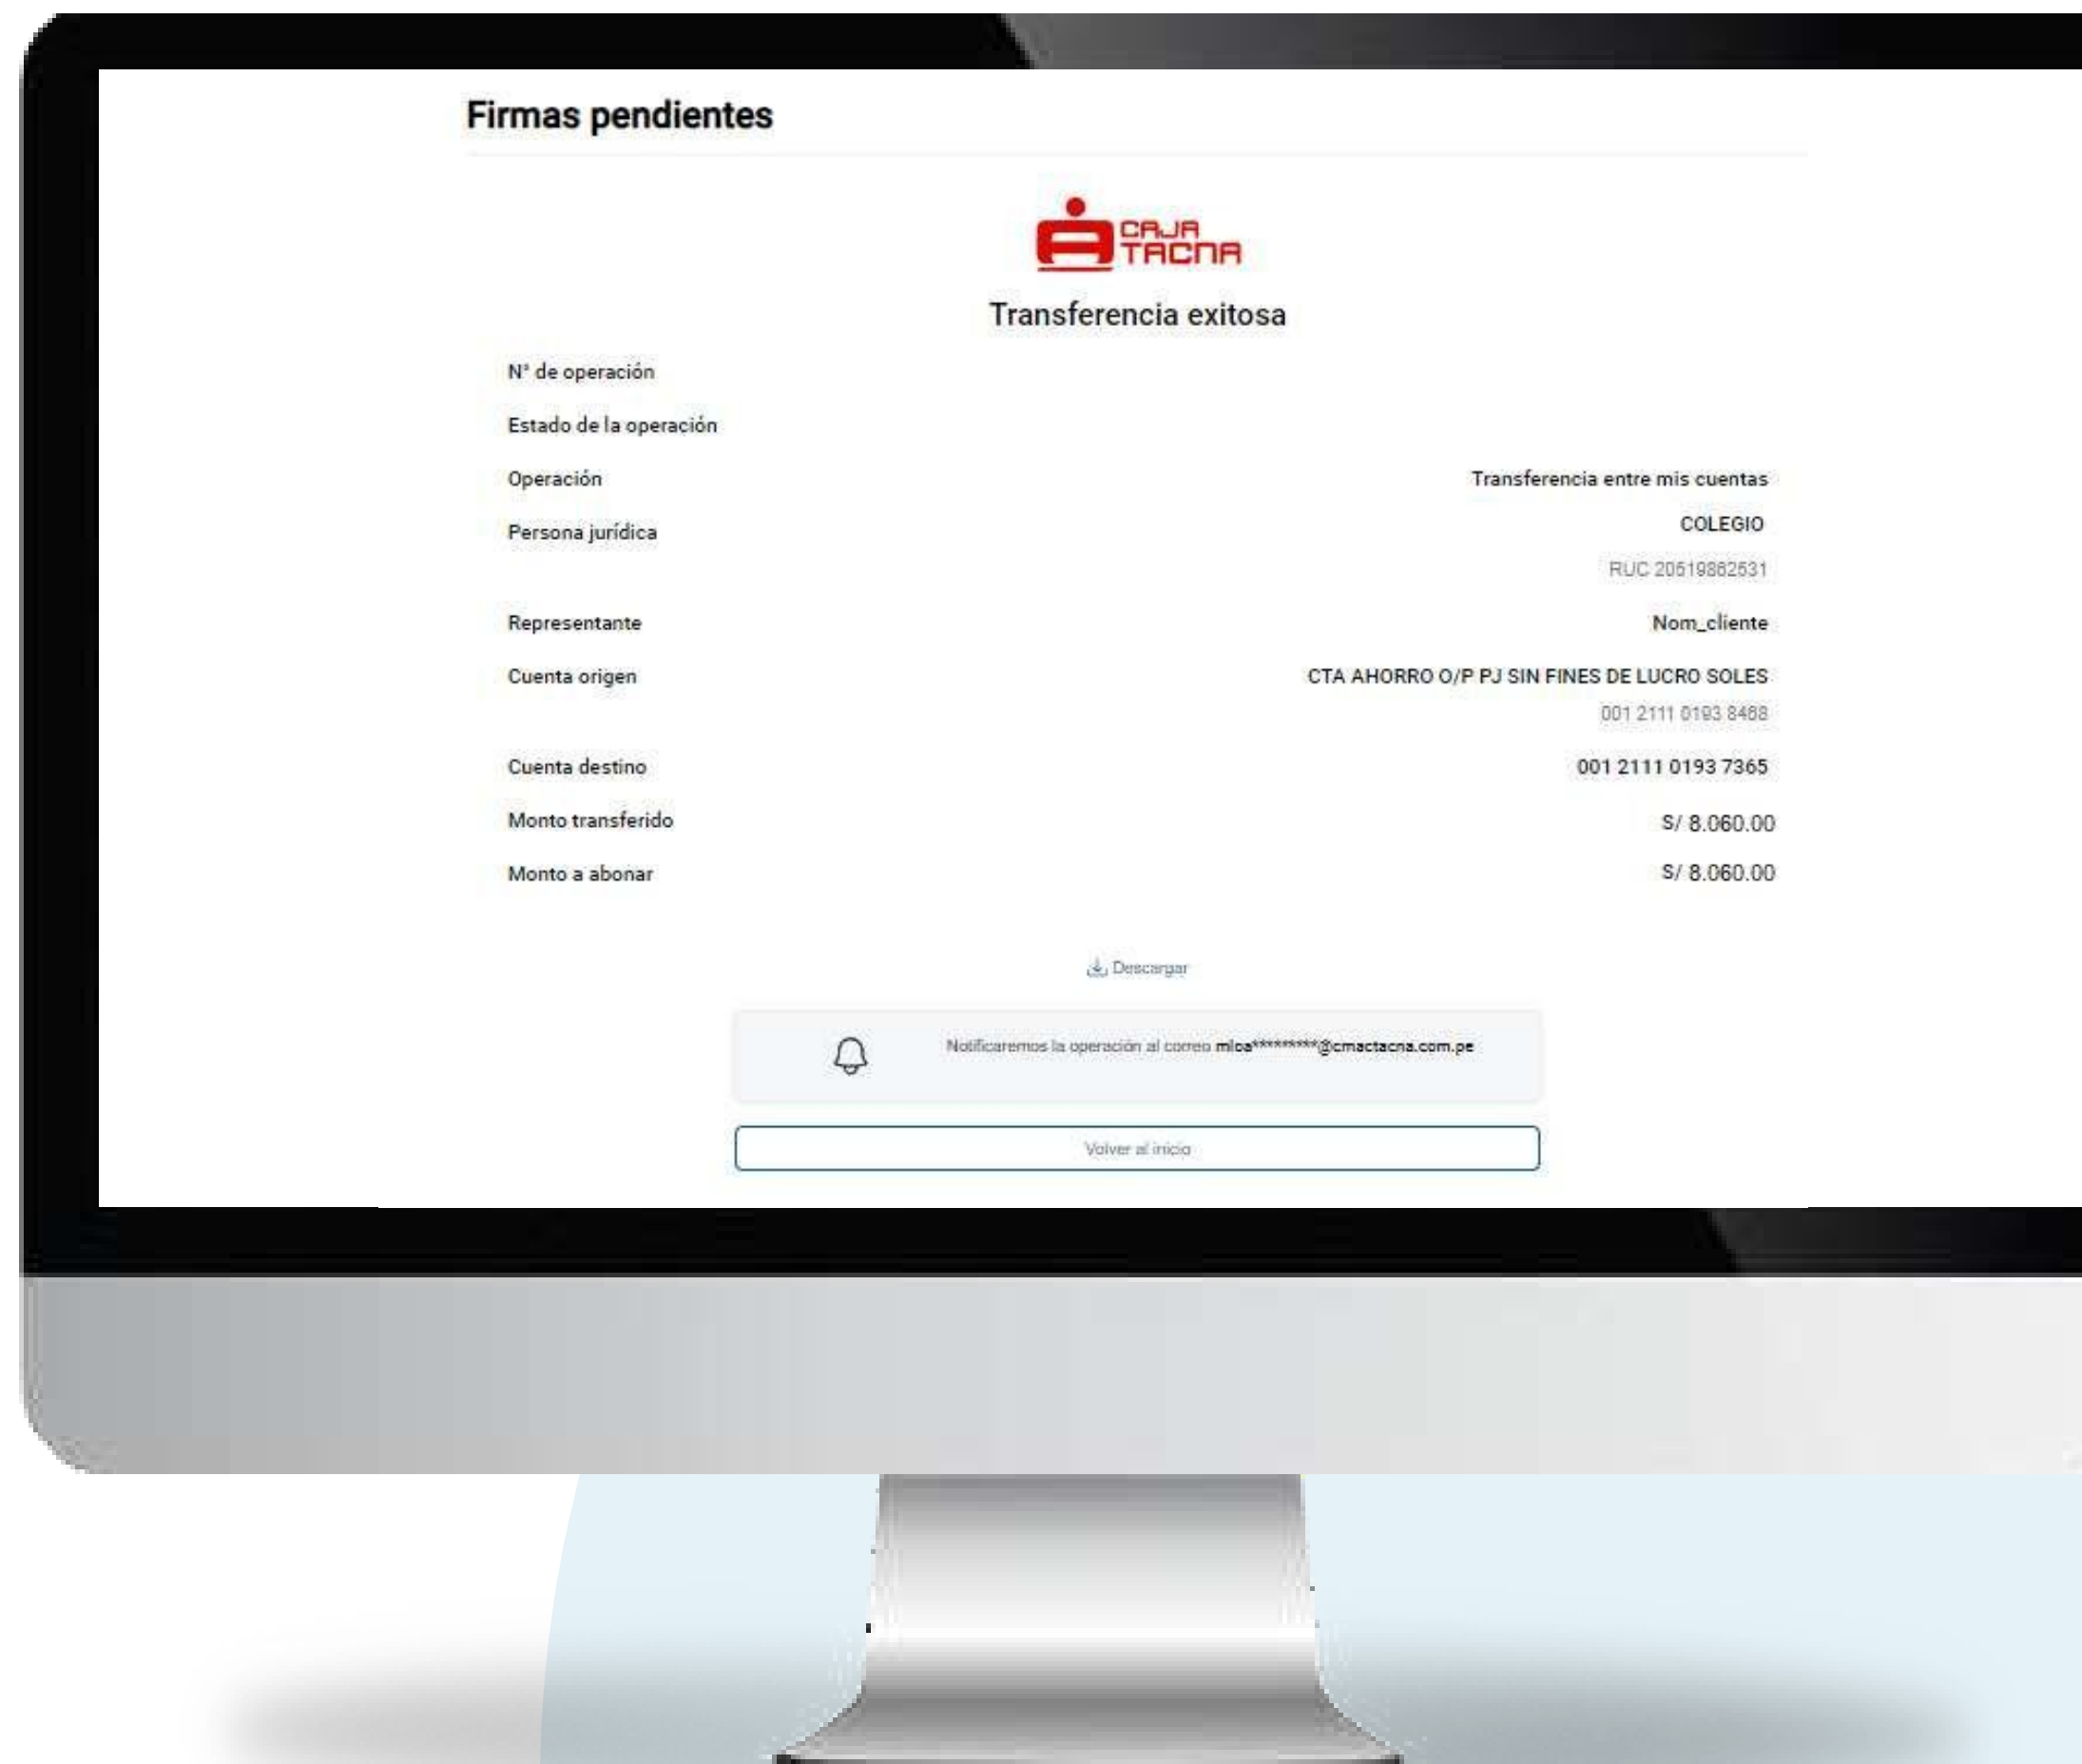 Firmas pendientes
CAJA
TACNA
Transferencia exitosa
N° de operación
Estado de la operación
Operación Transferencia entre mis cuentas
Persona jurídica COLEGIO
RUC 20519862531
Representante Nom_cliente
Cuenta origen CTA AHORRO O/P PJ SIN FINES DE LUCRO SOLES
001 2111 0193 8468
Cuenta destino 001 2111 0193 7365
Monto transferido S/ 8.060.00
Monto a abonar S/ 8.060.00
Descargar
Notificaremos la operación al correo mloa*********@cmactacna.com.pe
Volver al inicio